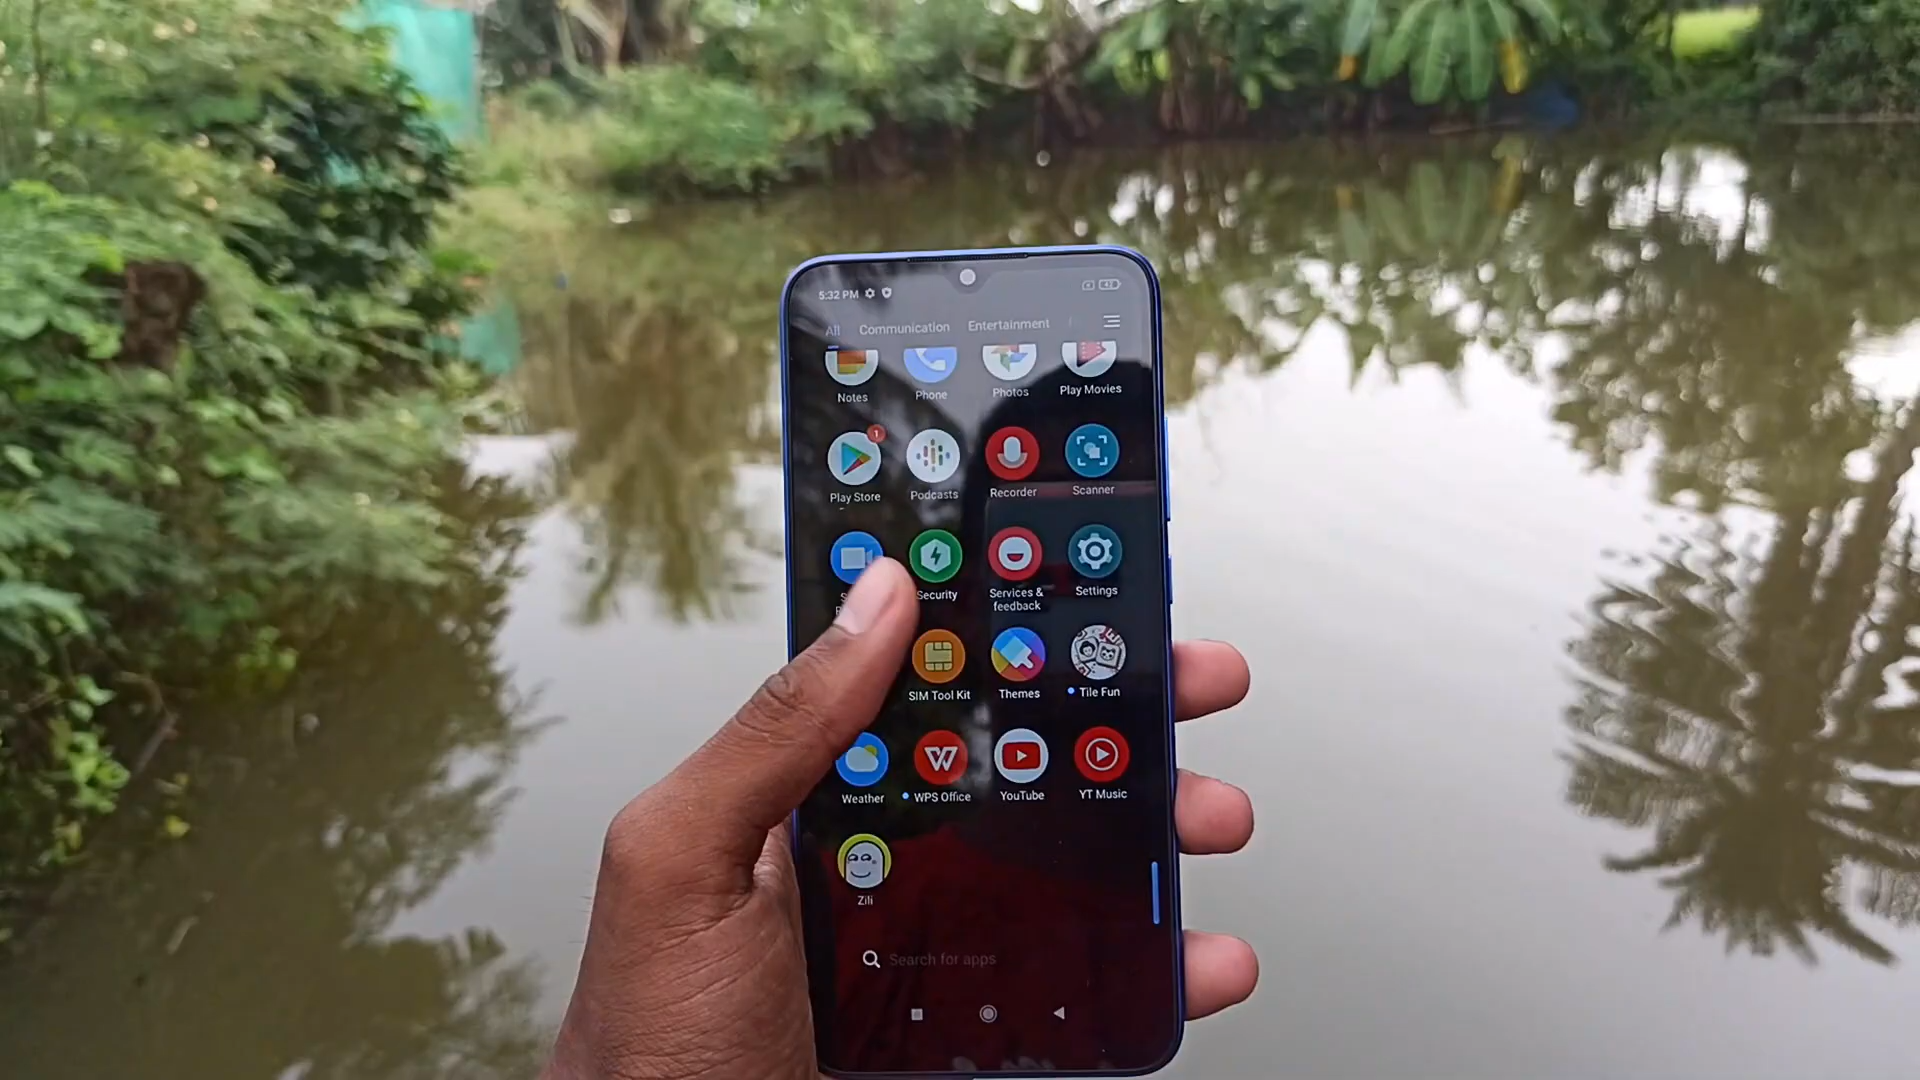 5:32 PM
42
All Communication Entertainment
Notes Phone Photos Play Movies
1
Play Store Podcasts Recorder Scanner
Security Services & feedback Settings
SIM Tool Kit Themes Tile Fun
Weather WPS Office YouTube YT Music
Zili
Search for apps